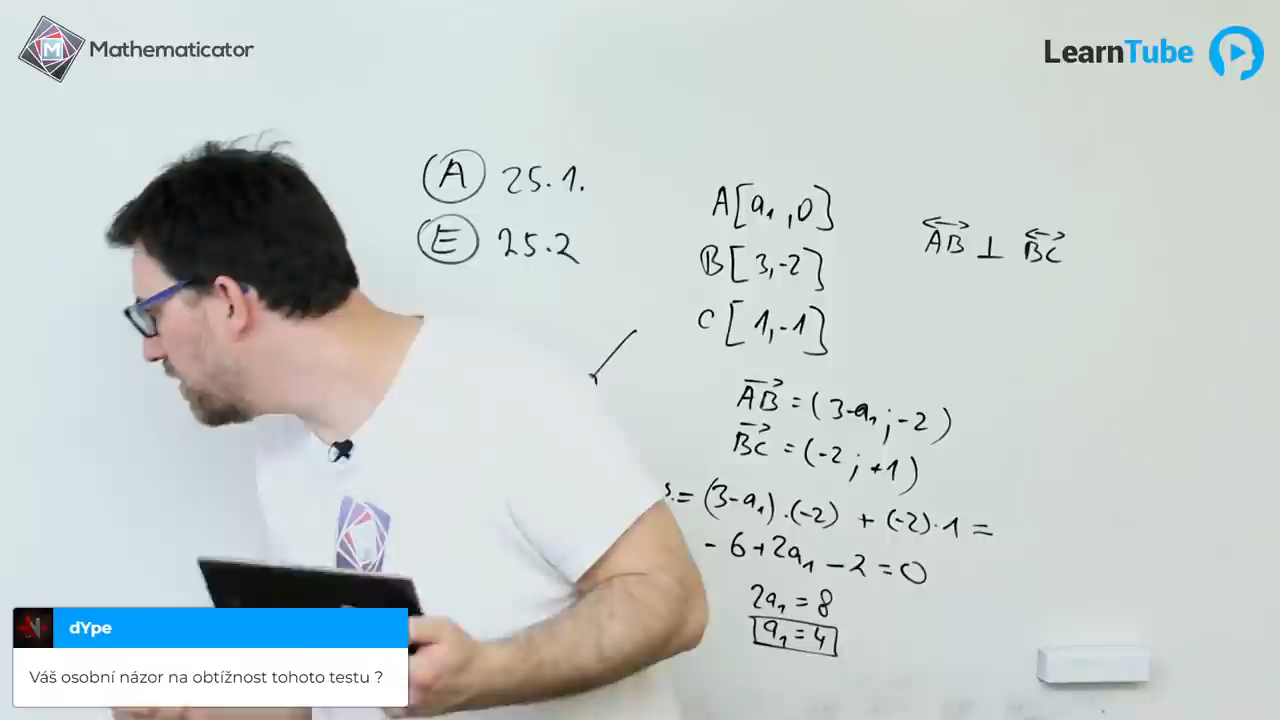 Mathematicator
LearnTube
M
(A) 25.1.
(E) 25.2
A[a₁,0]
B[3,-2]
C[1,-1]
AB ⊥ BC
AB = (3-a₁;-2)
BC = (-2;+1)
s.= (3-a₁).(-2) + (-2).1 =
-6+2a₁-2=0
2a₁=8
a₁=4
dYpe
Váš osobní názor na obtížnost tohoto testu ?